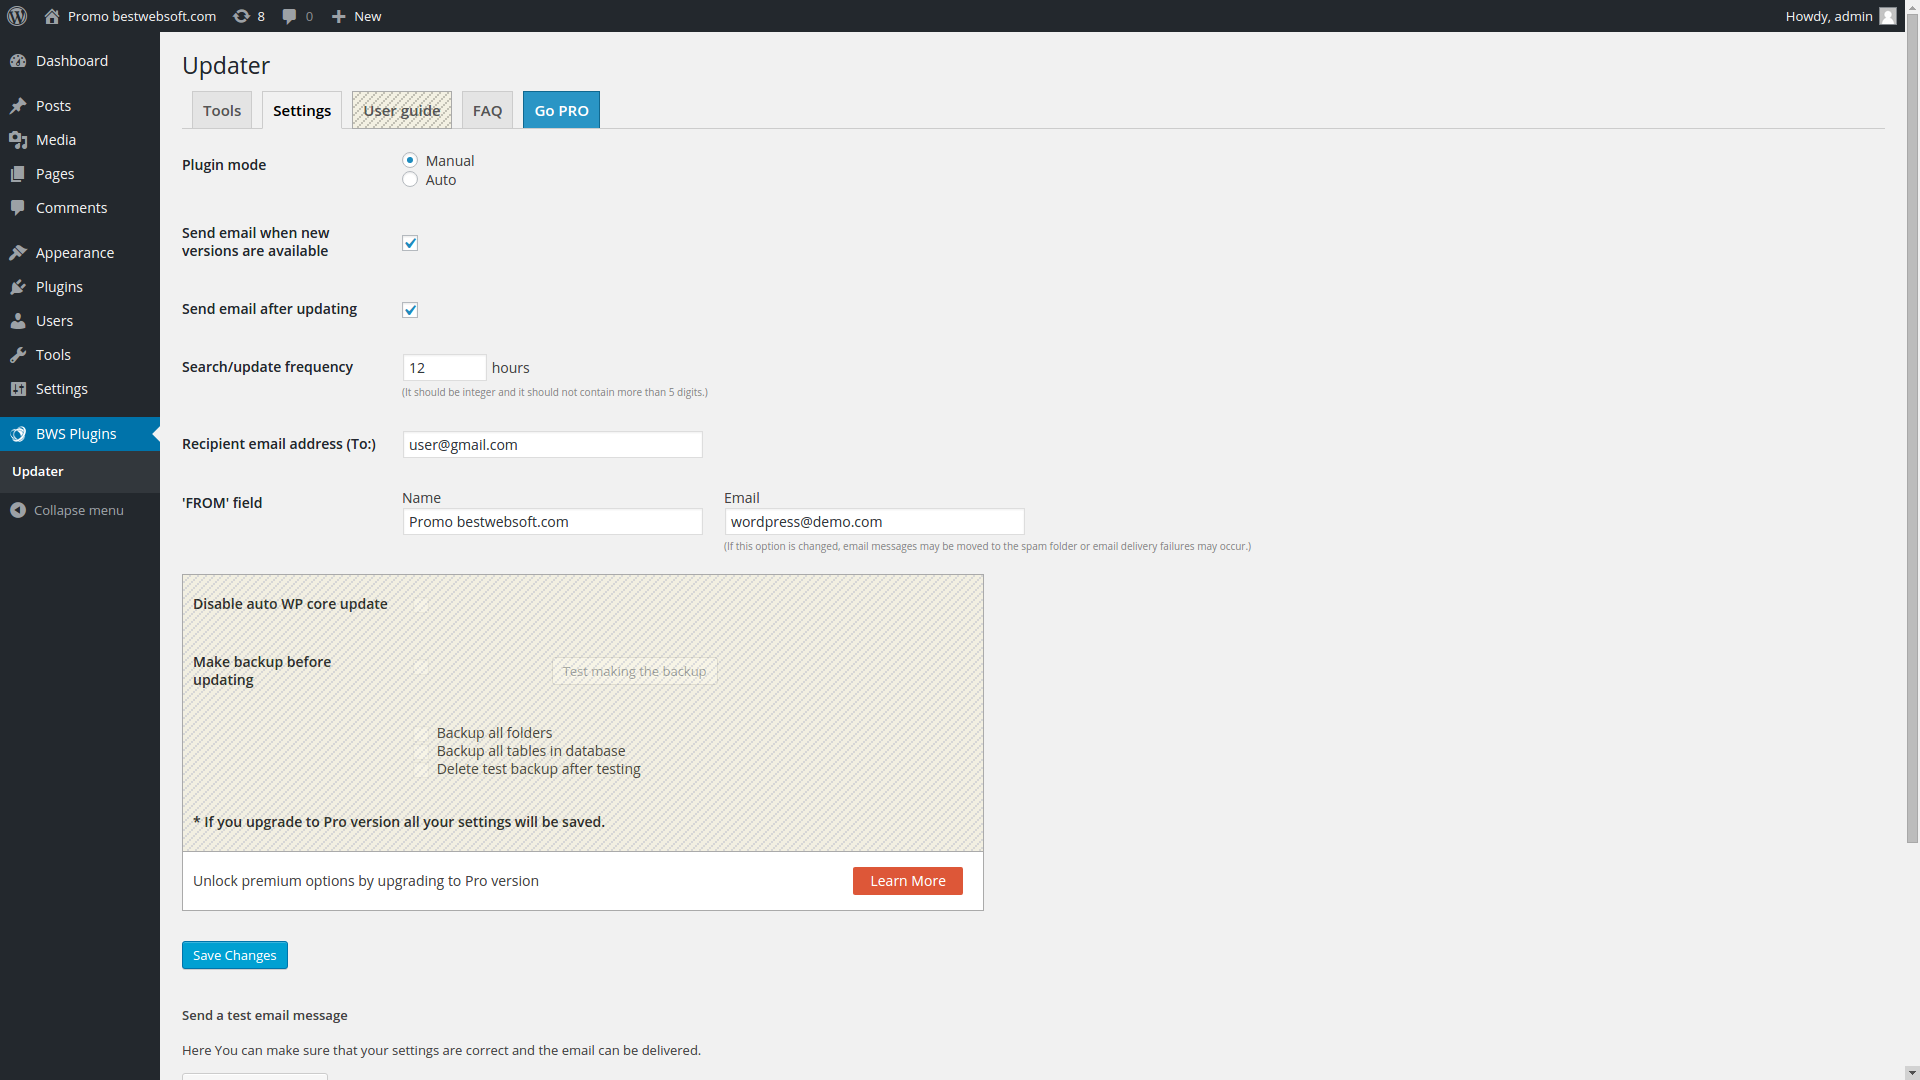 Promo bestwebsoft.com 8 0 New Howdy, admin
Dashboard
Posts
Media
Pages
Comments
Appearance
Plugins
Users
Tools
Settings
BWS Plugins
Updater
Collapse menu
Updater
Tools Settings User guide FAQ Go PRO
Plugin mode
Manual
Auto
Send email when new
versions are available
Send email after updating
Search/update frequency
12 hours
(It should be integer and it should not contain more than 5 digits.)
Recipient email address (To:)
user@gmail.com
'FROM' field
Name
Promo bestwebsoft.com
Email
wordpress@demo.com
(If this option is changed, email messages may be moved to the spam folder or email delivery failures may occur.)
Disable auto WP core update
Make backup before
updating
Test making the backup
Backup all folders
Backup all tables in database
Delete test backup after testing
* If you upgrade to Pro version all your settings will be saved.
Unlock premium options by upgrading to Pro version
Learn More
Save Changes
Send a test email message
Here You can make sure that your settings are correct and the email can be delivered.